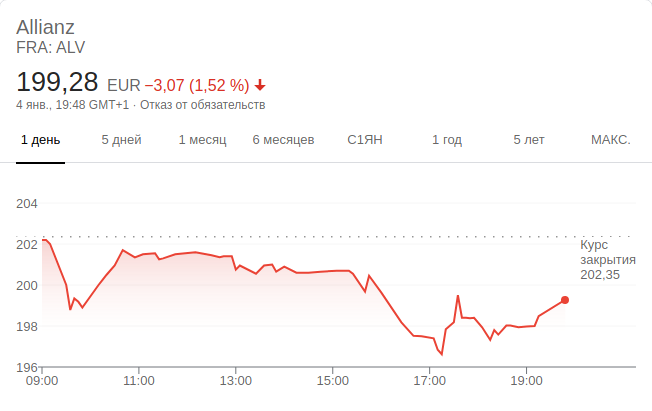 Allianz
FRA: ALV
199,28 EUR −3,07 (1,52 %)
4 янв., 19:48 GMT+1 · Отказ от обязательств
1 день 5 дней 1 месяц 6 месяцев С1ЯН 1 год 5 лет МАКС.
204
202
200
198
196
Курс
закрытия
202,35
09:00 11:00 13:00 15:00 17:00 19:00